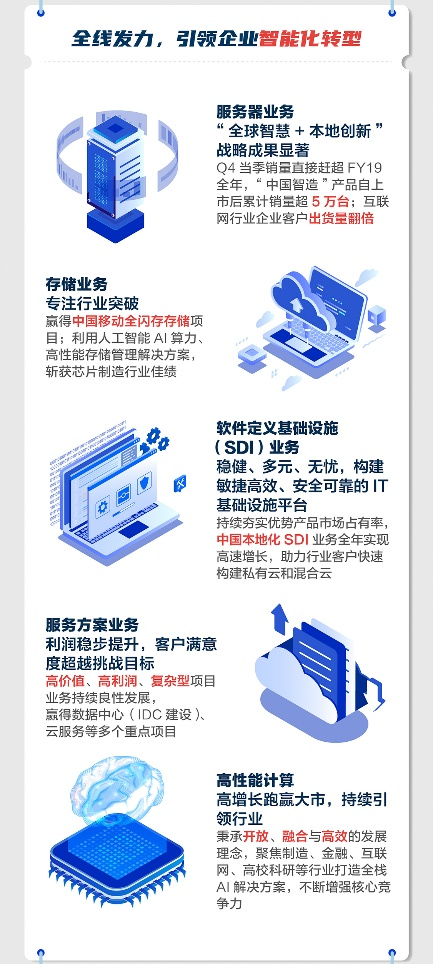 全线发力，引领企业智能化转型
服务器业务
“全球智慧 + 本地创新”
战略成果显著
Q4 当季销量直接赶超 FY19
全年，“中国智造”产品自上
市后累计销量超 5 万台；互联
网行业企业客户出货量翻倍
存储业务
专注行业突破
赢得中国移动全闪存存储项
目；利用人工智能 AI 算力、
高性能存储管理解决方案，
斩获芯片制造行业佳绩
软件定义基础设施
（SDI）业务
稳健、多元、无忧，构建
敏捷高效、安全可靠的 IT
基础设施平台
持续夯实优势产品市场占有率，
中国本地化 SDI 业务全年实现
高速增长，助力行业客户快速
构建私有云和混合云
服务方案业务
利润稳步提升，客户满意
度超越挑战目标
高价值、高利润、复杂型项目
业务持续良性发展，
赢得数据中心（IDC 建设）、
云服务等多个重点项目
高性能计算
高增长跑赢大市，持续引
领行业
秉承开放、融合与高效的发展
理念，聚焦制造、金融、互联
网、高校科研等行业打造全栈
AI 解决方案，不断增强核心竞
争力